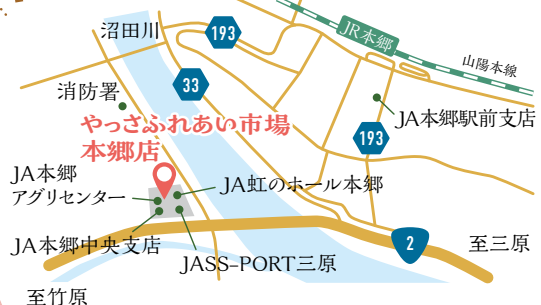 沼田川
193
JR本郷
山陽本線
33
消防署
JA本郷駅前支店
やっさふれあい市場
本郷店
193
JA本郷
アグリセンター
JA虹のホール本郷
JA本郷中央支店
2
至三原
JASS-PORT三原
至竹原